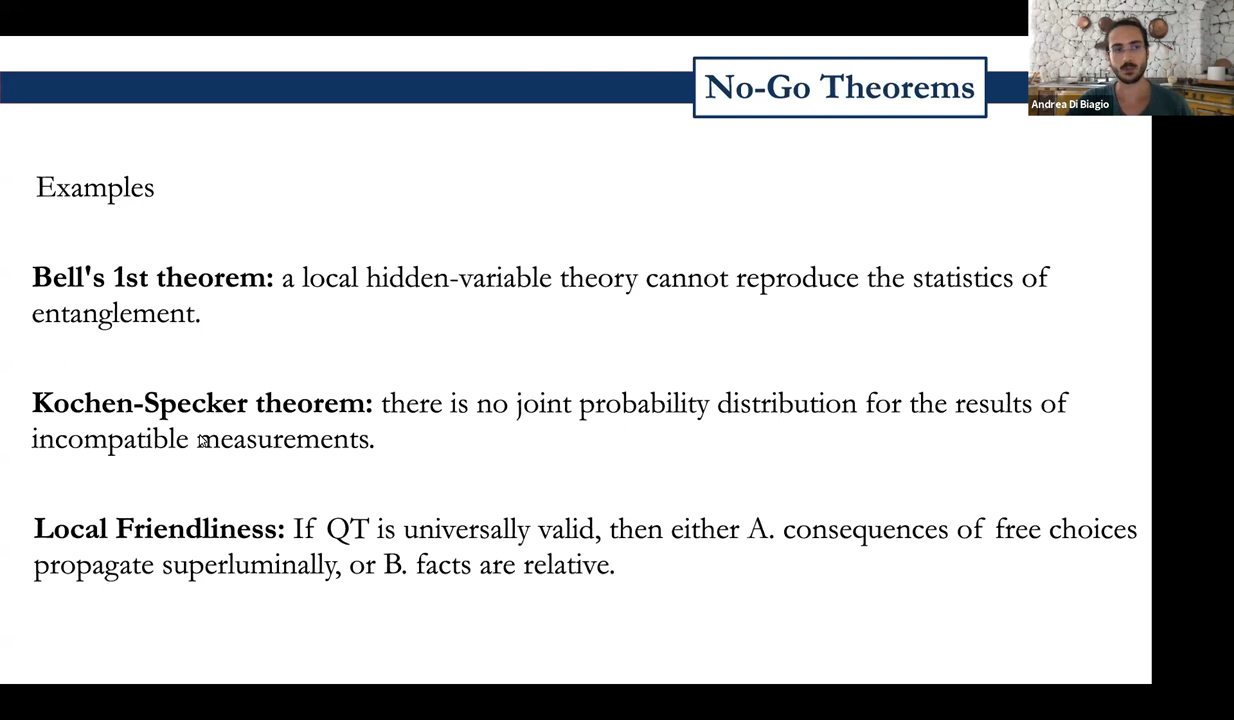 No-Go Theorems
Andrea Di Biagio
Examples
Bell's 1st theorem: a local hidden-variable theory cannot reproduce the statistics of
entanglement.
Kochen-Specker theorem: there is no joint probability distribution for the results of
incompatible measurements.
Local Friendliness: If QT is universally valid, then either A. consequences of free choices
propagate superluminally, or B. facts are relative.